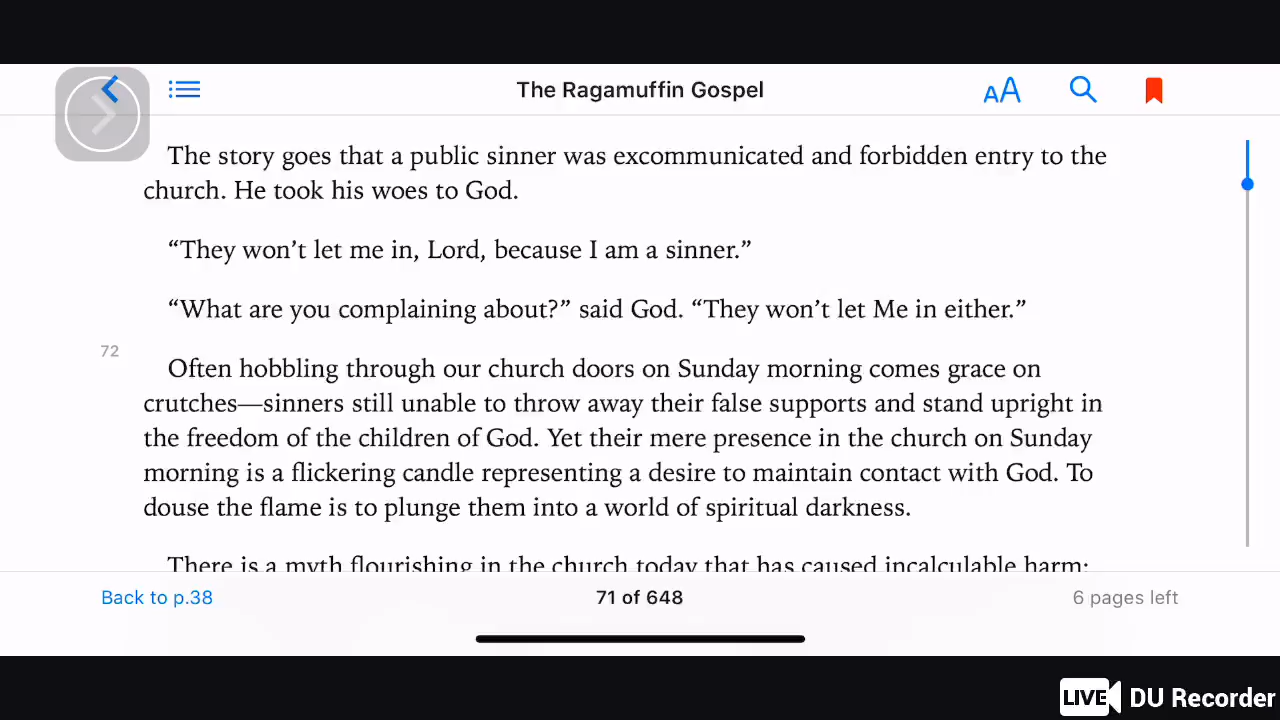 The Ragamuffin Gospel
AA
The story goes that a public sinner was excommunicated and forbidden entry to the
church. He took his woes to God.
“They won’t let me in, Lord, because I am a sinner.”
“What are you complaining about?” said God. “They won’t let Me in either.”
72
Often hobbling through our church doors on Sunday morning comes grace on
crutches—sinners still unable to throw away their false supports and stand upright in
the freedom of the children of God. Yet their mere presence in the church on Sunday
morning is a flickering candle representing a desire to maintain contact with God. To
douse the flame is to plunge them into a world of spiritual darkness.
There is a myth flourishing in the church today that has caused incalculable harm:
Back to p.38
71 of 648
6 pages left
LIVE DU Recorder